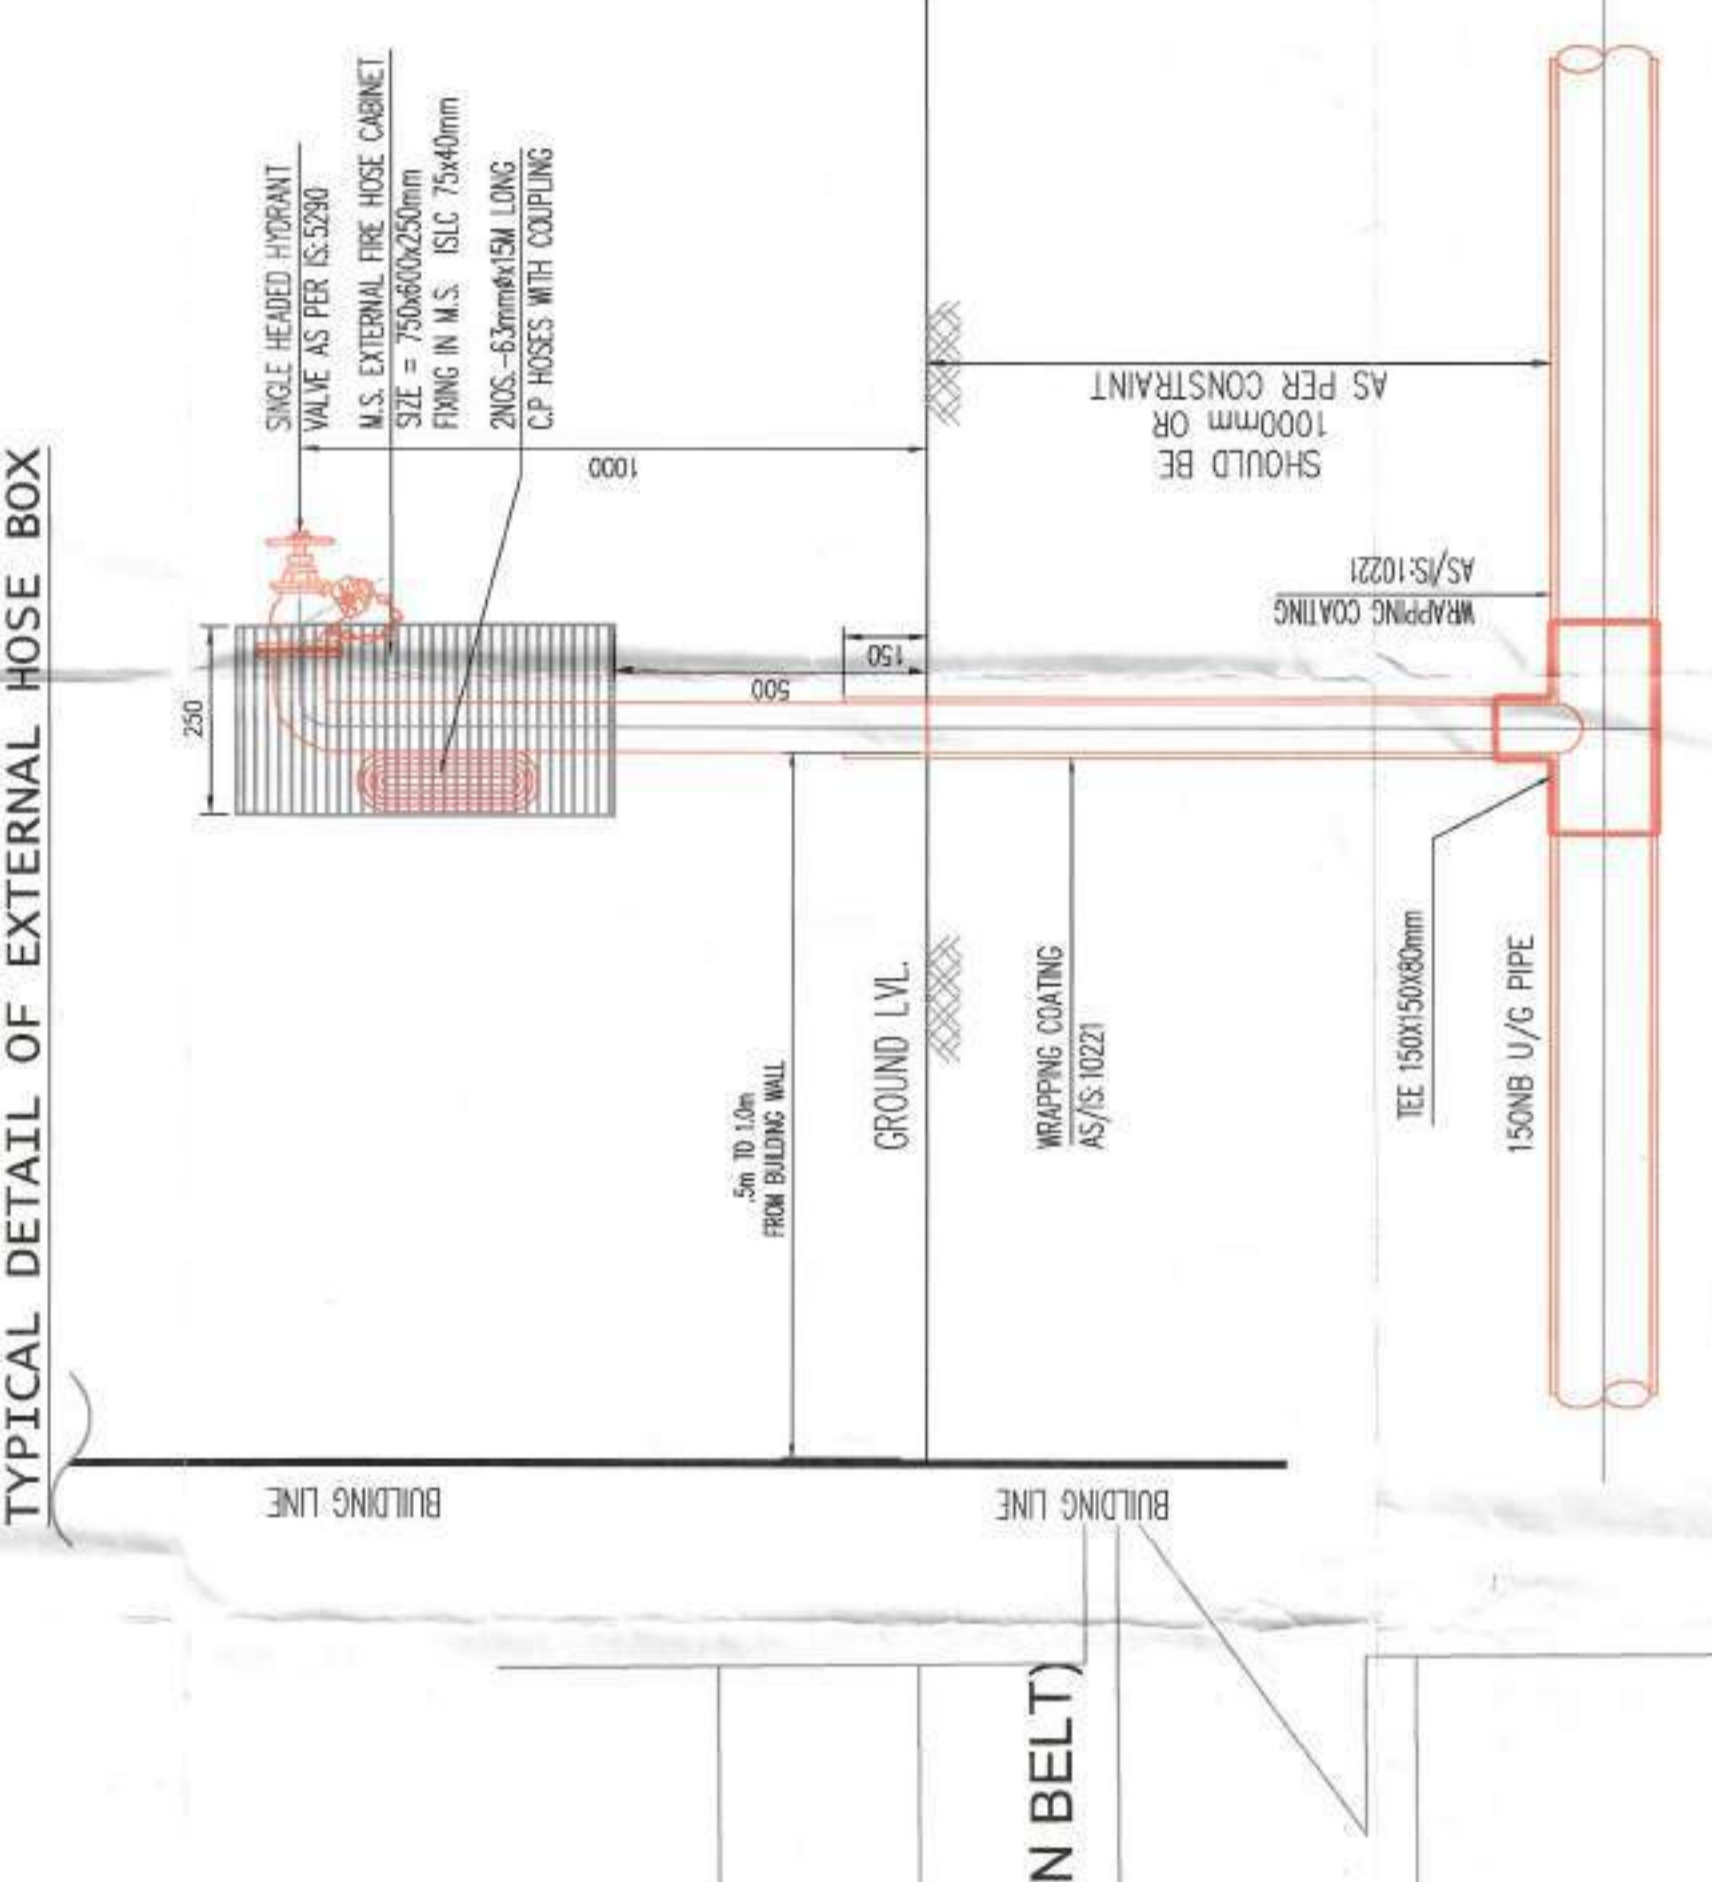 TYPICAL DETAIL OF EXTERNAL HOSE BOX
SINGLE HEADED HYDRANT
VALVE AS PER IS:5290
M.S. EXTERNAL FIRE HOSE CABINET
SIZE = 750x600x250mm
FIXING IN M.S. ISLC 75x40mm
2NOS.-63mmøx15M LONG
C.P HOSES WITH COUPLING
250
1000
500
150
SHOULD BE
1000mm OR
AS PER CONSTRAINT
WRAPPING COATING
AS/IS:10221
.5m TO 1.0m
FROM BUILDING WALL
GROUND LVL.
WRAPPING COATING
AS/IS:10221
TEE 150X150X80mm
150NB U/G PIPE
BUILDING LINE
BUILDING LINE
N BELT)